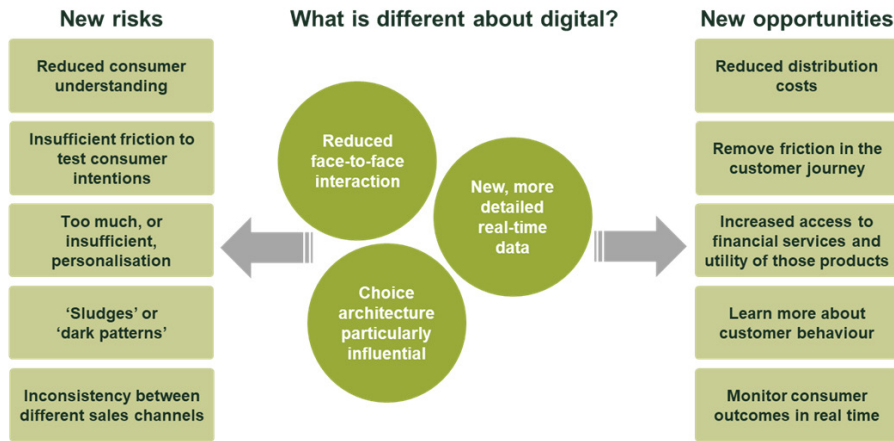 New risks
What is different about digital?
New opportunities
Reduced consumer
understanding
Insufficient friction to
test consumer
intentions
Too much, or
insufficient,
personalisation
‘Sludges’ or
‘dark patterns’
Inconsistency between
different sales channels
Reduced
face-to-face
interaction
New, more
detailed
real-time
data
Choice
architecture
particularly
influential
Reduced distribution
costs
Remove friction in the
customer journey
Increased access to
financial services and
utility of those products
Learn more about
customer behaviour
Monitor consumer
outcomes in real time